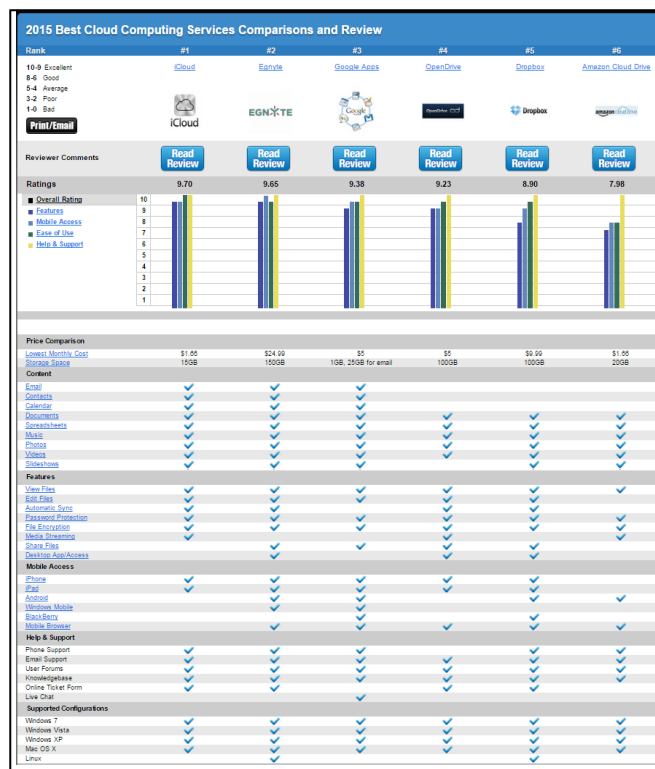 2015 Best Cloud Computing Services Comparisons and Review
Rank #1 #2 #3 #4 #5 #6
10-9 Excellent iCloud Egnyte Google Apps OpenDrive Dropbox Amazon Cloud Drive
8-6 Good
5-4 Average
3-2 Poor
1-0 Bad
Print/Email iCloud EGNYTE Google OpenDrive Dropbox amazon cloud drive
Reviewer Comments Read Review Read Review Read Review Read Review Read Review Read Review
Ratings 9.70 9.65 9.38 9.23 8.90 7.98
Overall Rating 10
Features 9
Mobile Access 8
Ease of Use 7
Help & Support 6
5
4
3
2
1
Price Comparison
Lowest Monthly Cost $1.66 $24.99 $5 $5 $9.99 $1.66
Storage Space 15GB 150GB 1GB, 25GB for email 100GB 100GB 20GB
Content
Email
Contacts
Calendar
Documents
Spreadsheets
Music
Photos
Videos
Slideshows
Features
View Files
Edit Files
Automatic Sync
Password Protection
File Encryption
Media Streaming
Share Files
Desktop App/Access
Mobile Access
iPhone
iPad
Android
Windows Mobile
BlackBerry
Mobile Browser
Help & Support
Phone Support
Email Support
User Forums
Knowledgebase
Online Ticket Form
Live Chat
Supported Configurations
Windows 7
Windows Vista
Windows XP
Mac OS X
Linux